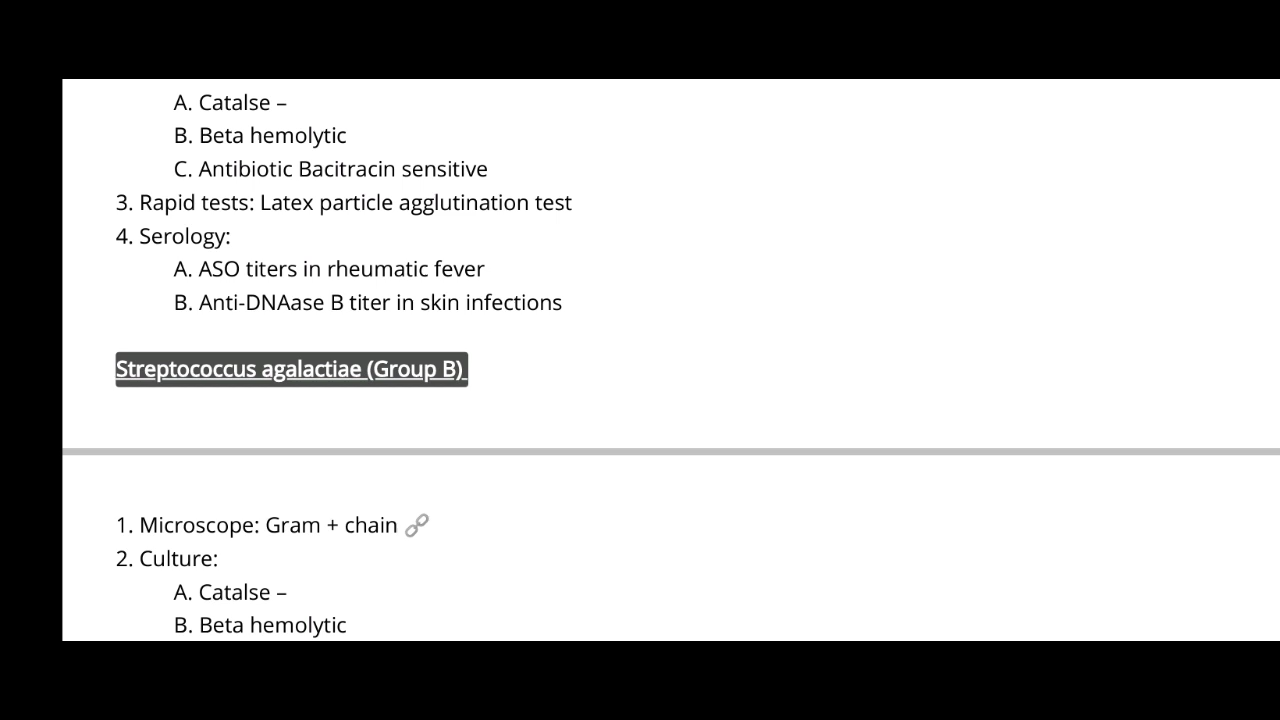 A. Catalse –
B. Beta hemolytic
C. Antibiotic Bacitracin sensitive
3. Rapid tests: Latex particle agglutination test
4. Serology:
A. ASO titers in rheumatic fever
B. Anti-DNAase B titer in skin infections
Streptococcus agalactiae (Group B)
1. Microscope: Gram + chain 🔗
2. Culture:
A. Catalse –
B. Beta hemolytic